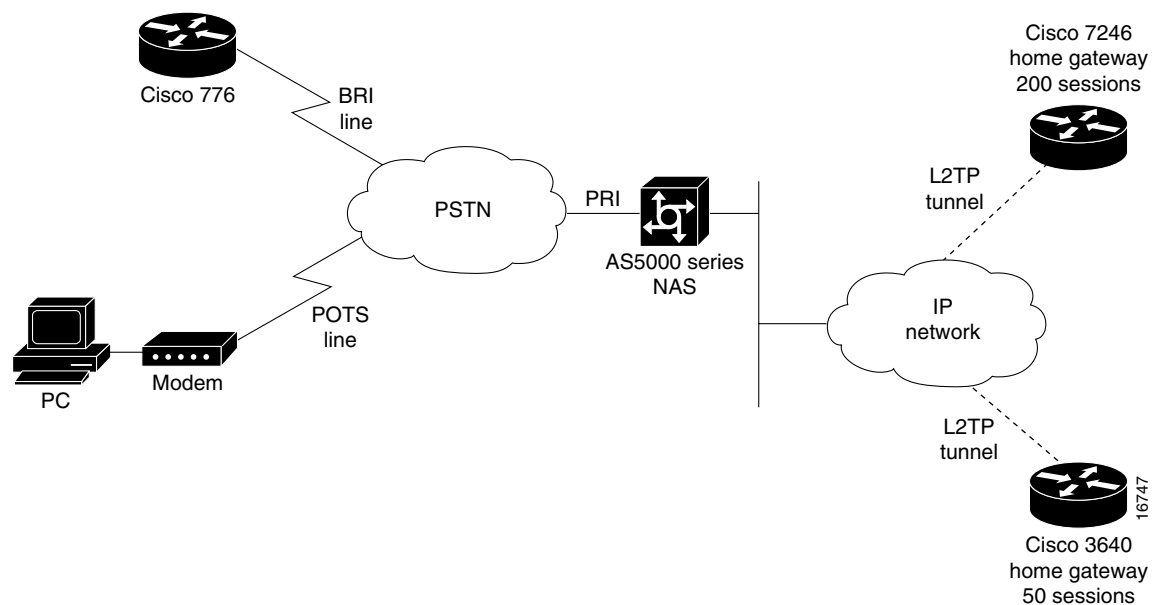 Cisco 776
BRI
line
PSTN
PRI
AS5000 series
NAS
POTS
line
PC
Modem
Cisco 7246
home gateway
200 sessions
L2TP
tunnel
IP
network
L2TP
tunnel
16747
Cisco 3640
home gateway
50 sessions